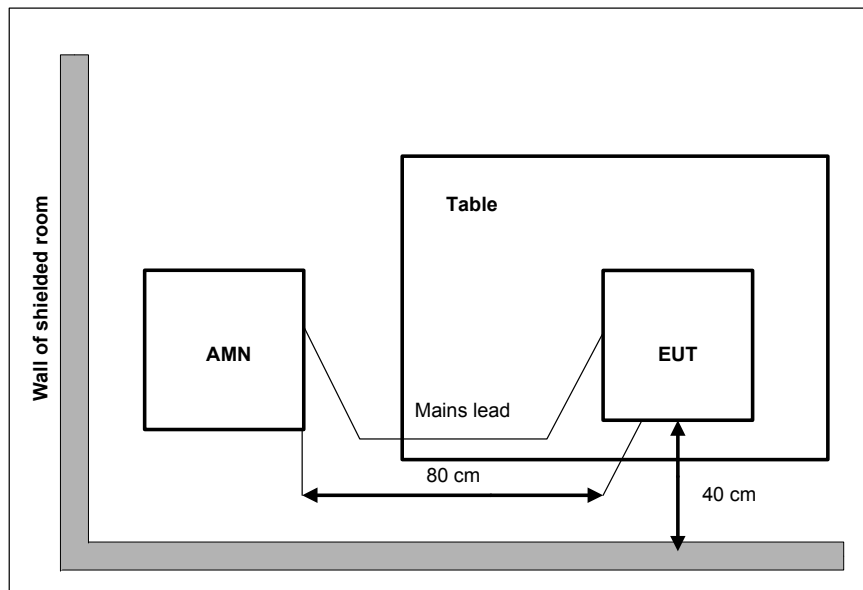 Wall of shielded room
Table
AMN
EUT
Mains lead
80 cm
40 cm